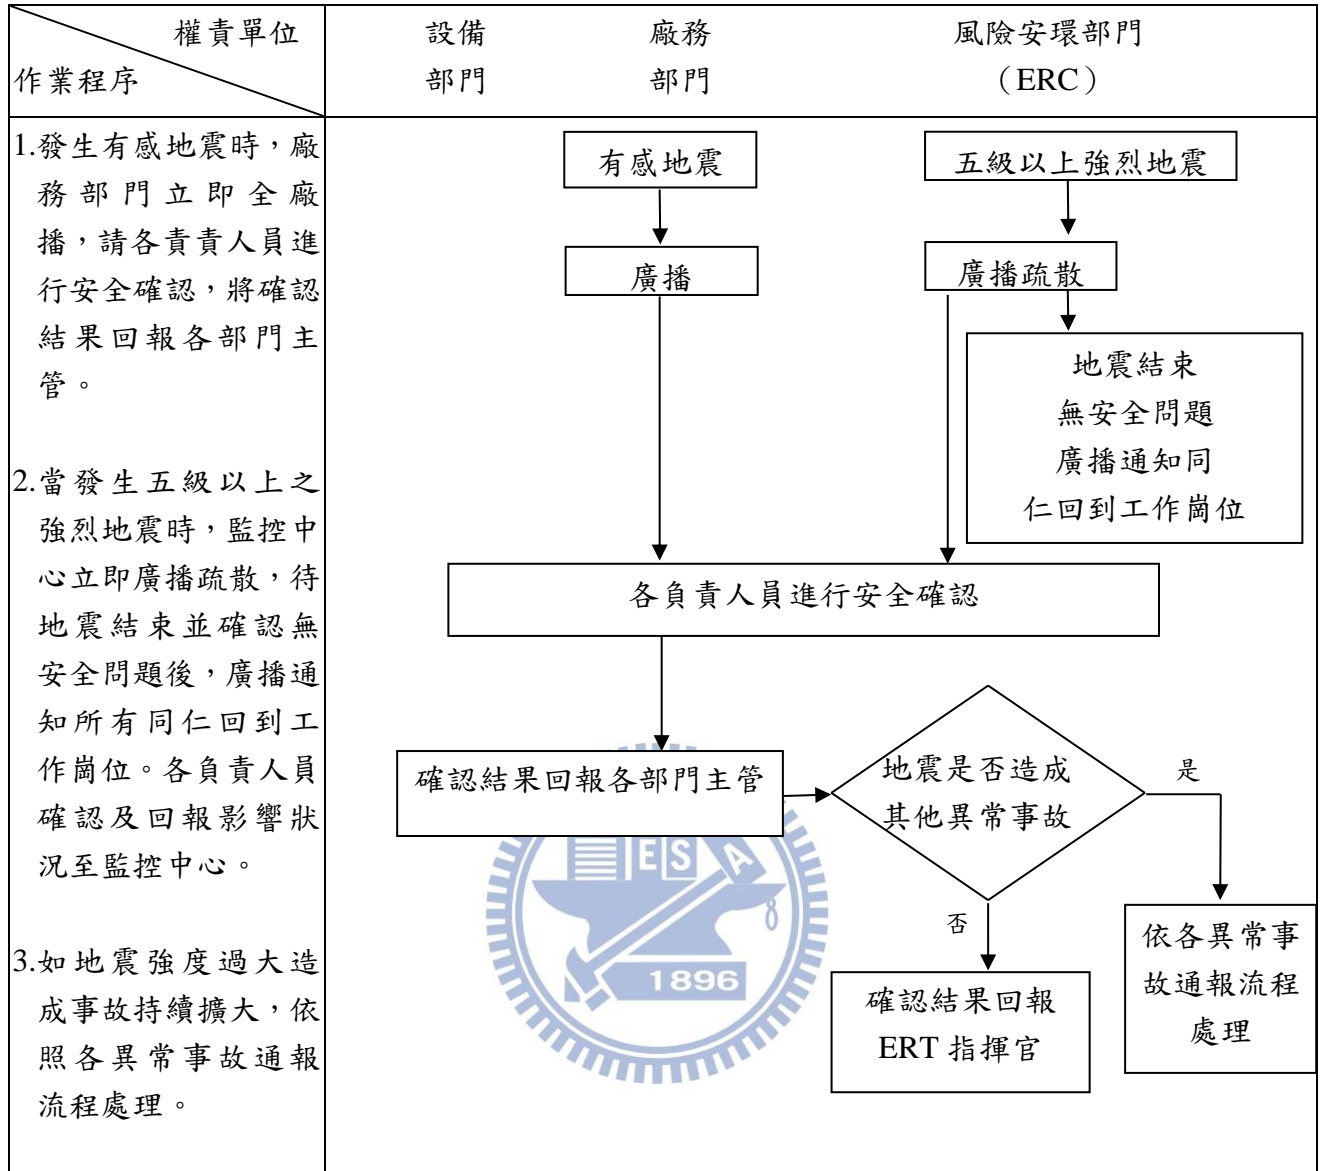 權責單位
作業程序
設備
部門
廠務
部門
風險安環部門
（ERC）
1.發生有感地震時，廠
務部門立即全廠
播，請各責責人員進
行安全確認，將確認
結果回報各部門主
管。
2.當發生五級以上之
強烈地震時，監控中
心立即廣播疏散，待
地震結束並確認無
安全問題後，廣播通
知所有同仁回到工
作崗位。各負責人員
確認及回報影響狀
況至監控中心。
3.如地震強度過大造
成事故持續擴大，依
照各異常事故通報
流程處理。
有感地震
五級以上強烈地震
廣播
廣播疏散
地震結束
無安全問題
廣播通知同
仁回到工作崗位
各負責人員進行安全確認
確認結果回報各部門主管
地震是否造成
其他異常事故
是
否
確認結果回報
ERT 指揮官
依各異常事
故通報流程
處理
ESA
1896